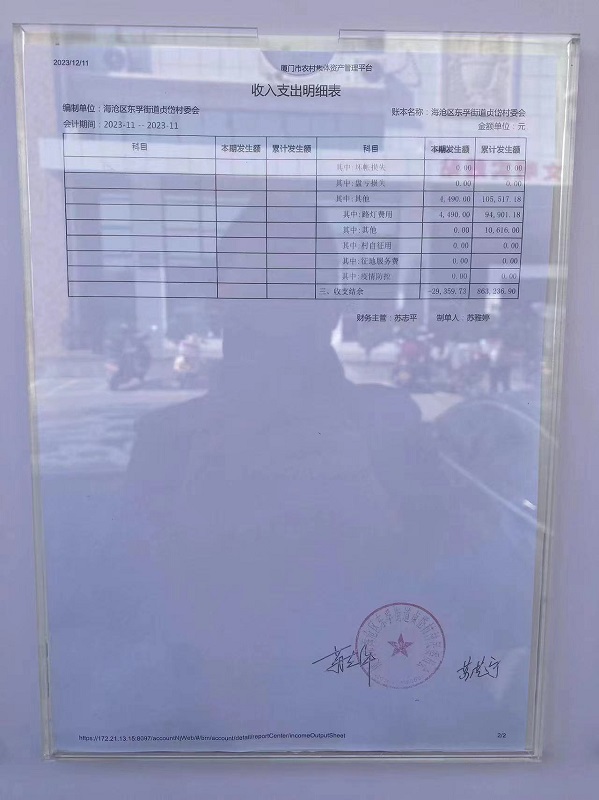 2023/12/11
厦门市农村集体资产管理平台
收入支出明细表
编制单位：海沧区东孚街道贞岱村委会 账本名称：海沧区东孚街道贞岱村委会
会计期间：2023-11 -- 2023-11 金额单位：元
科目 本期发生额 累计发生额 科目 本期发生额 累计发生额
其中:坏帐损失 0.00 0.00
其中:盘亏损失 0.00 0.00
其中:其他 4,490.00 105,517.18
其中:路灯费用 4,490.00 94,901.18
其中:其他 10,616.00
其中:村自征用 0.00 0.00
其中:征地服务费 0.00 0.00
其中:疫情防控 0.00 0.00
三、收支结余 -29,359.73 863,236.90
财务主管：苏志平 制单人：苏雅婷
2/2